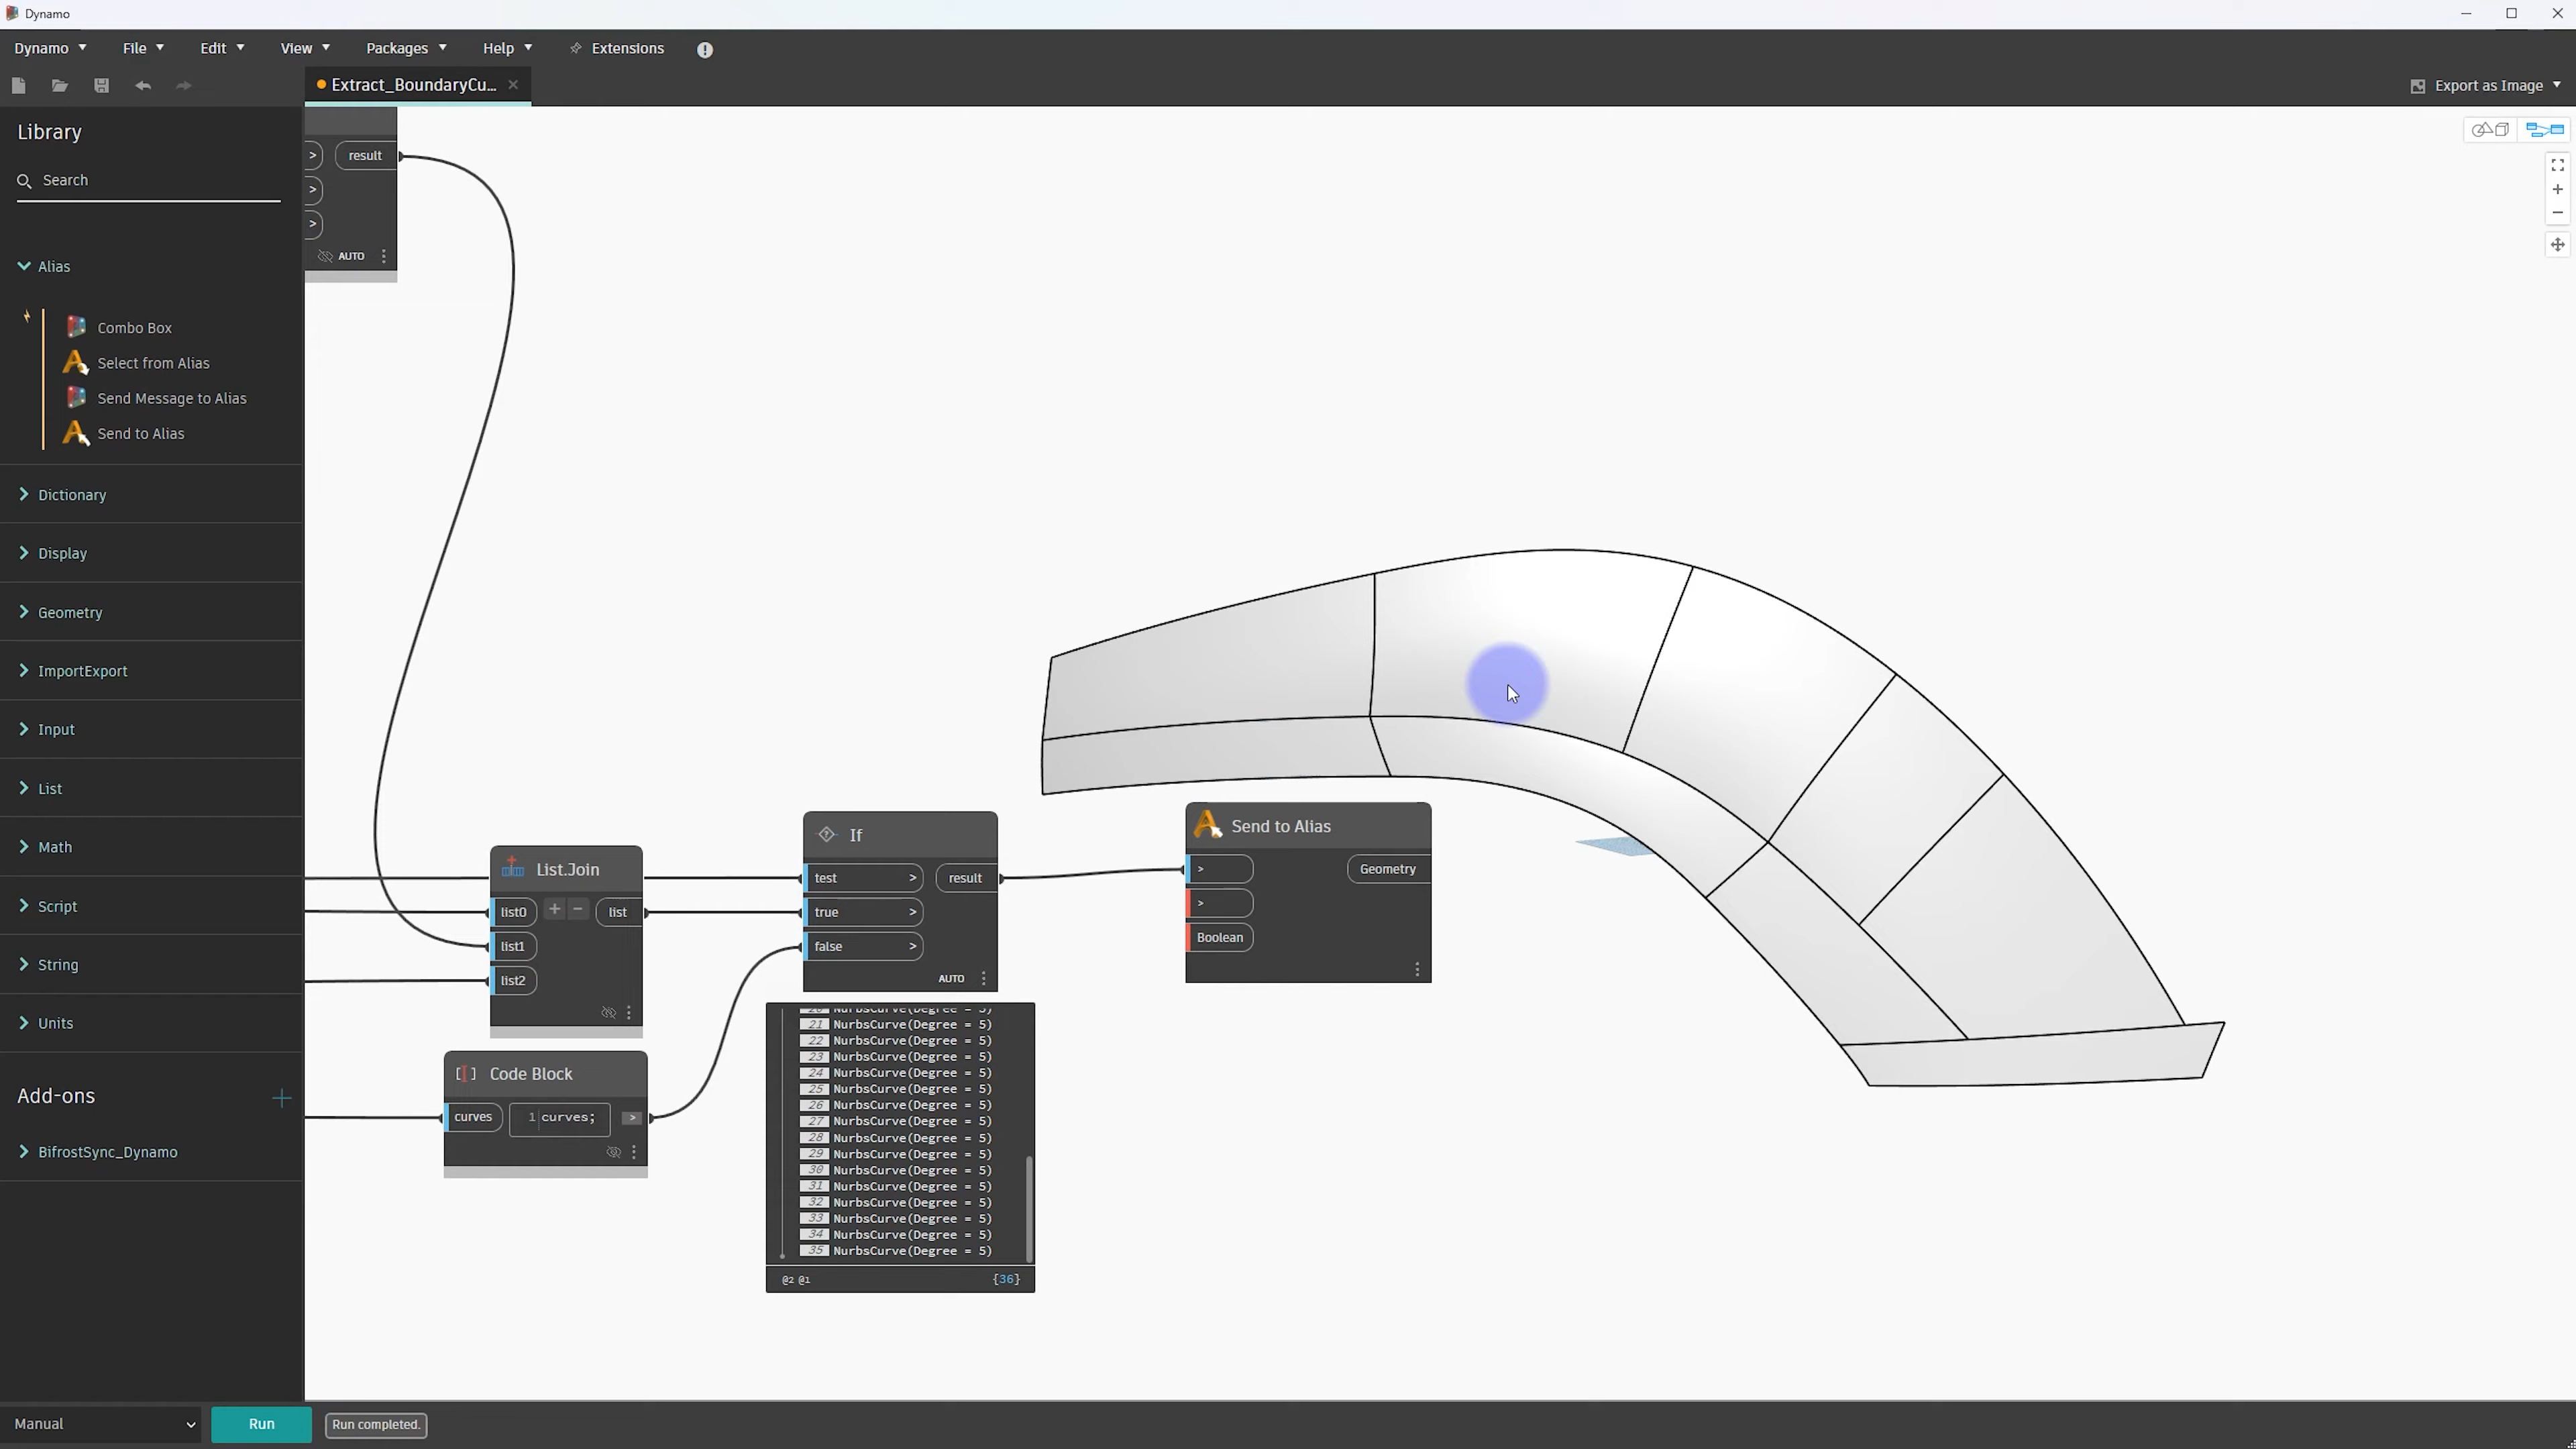 Dynamo
Dynamo File Edit View Packages Help Extensions
Extract_BoundaryCu...
Export as Image
Library
Search
Alias
Combo Box
Select from Alias
Send Message to Alias
Send to Alias
Dictionary
Display
Geometry
ImportExport
Input
List
Math
Script
String
Units
Add-ons
BifrostSync_Dynamo
> result
>
>
AUTO
List.Join
list0 + - list
list1
list2
Code Block
curves 1 curves; >
If
test > result
true >
false >
AUTO
21 NurbsCurve(Degree = 5)
22 NurbsCurve(Degree = 5)
23 NurbsCurve(Degree = 5)
24 NurbsCurve(Degree = 5)
25 NurbsCurve(Degree = 5)
26 NurbsCurve(Degree = 5)
27 NurbsCurve(Degree = 5)
28 NurbsCurve(Degree = 5)
29 NurbsCurve(Degree = 5)
30 NurbsCurve(Degree = 5)
31 NurbsCurve(Degree = 5)
32 NurbsCurve(Degree = 5)
33 NurbsCurve(Degree = 5)
34 NurbsCurve(Degree = 5)
35 NurbsCurve(Degree = 5)
@2 @1 {36}
Send to Alias
> Geometry
>
Boolean
Manual Run Run completed.